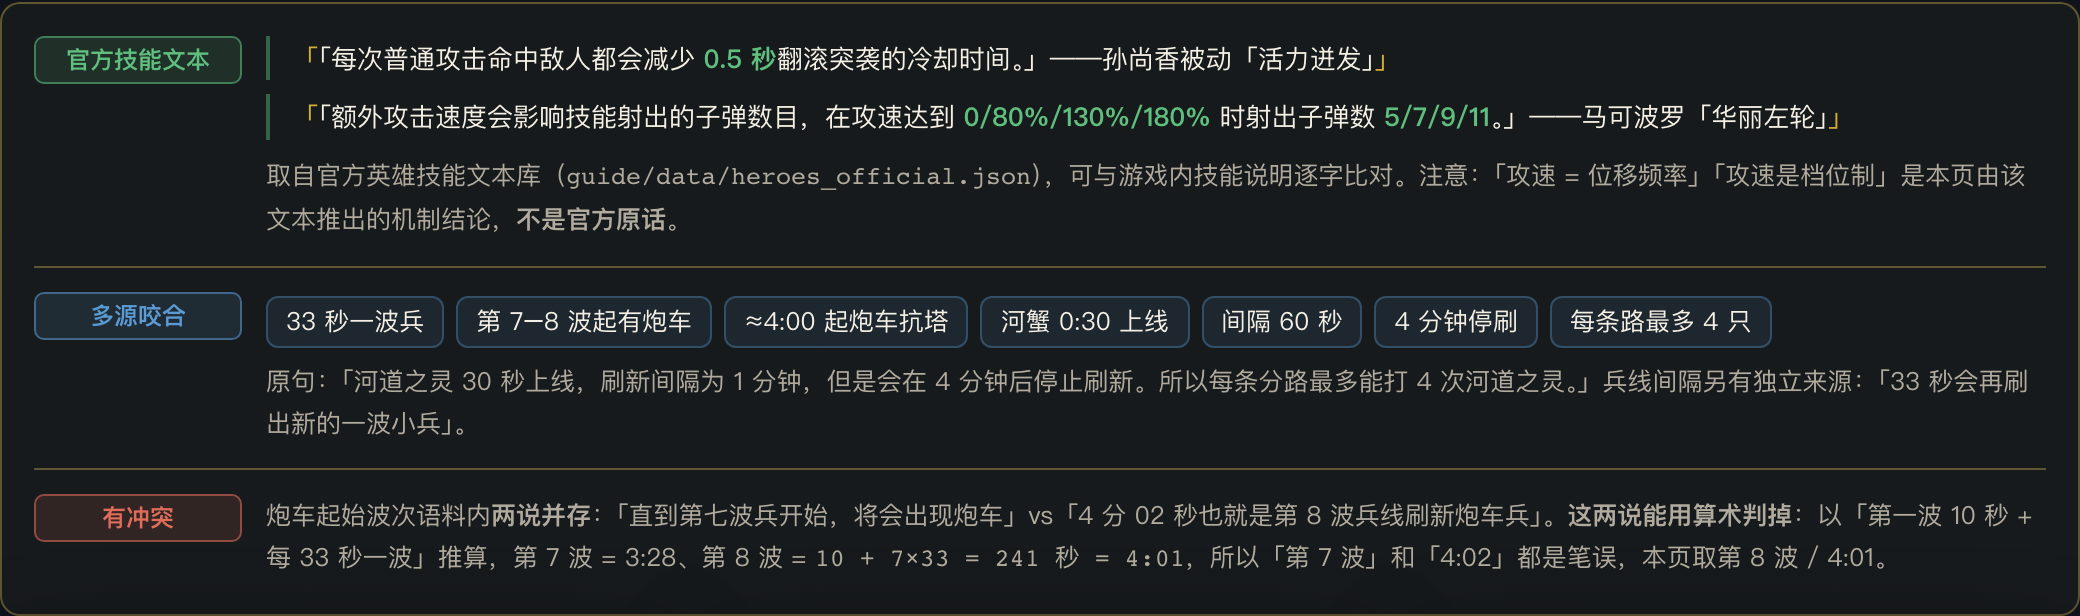 官方技能文本
「「每次普通攻击命中敌人都会减少 0.5 秒翻滚突袭的冷却时间。」——孙尚香被动「活力迸发」」
「「额外攻击速度会影响技能射出的子弹数目，在攻速达到 0/80%/130%/180% 时射出子弹数 5/7/9/11。」——马可波罗「华丽左轮」」
取自官方英雄技能文本库（guide/data/heroes_official.json），可与游戏内技能说明逐字比对。注意：「攻速 = 位移频率」「攻速是档位制」是本页由该
文本推出的机制结论，不是官方原话。
多源咬合
33 秒一波兵
第 7—8 波起有炮车
≈4:00 起炮车抗塔
河蟹 0:30 上线
间隔 60 秒
4 分钟停刷
每条路最多 4 只
原句：「河道之灵 30 秒上线，刷新间隔为 1 分钟，但是会在 4 分钟后停止刷新。所以每条分路最多能打 4 次河道之灵。」兵线间隔另有独立来源：「33 秒会再刷
出新的一波小兵」。
有冲突
炮车起始波次语料内两说并存：「直到第七波兵开始，将会出现炮车」vs「4 分 02 秒也就是第 8 波兵线刷新炮车兵」。这两说能用算术判掉：以「第一波 10 秒 +
每 33 秒一波」推算，第 7 波 = 3:28、第 8 波 = 10 + 7×33 = 241 秒 = 4:01，所以「第 7 波」和「4:02」都是笔误，本页取第 8 波 / 4:01。